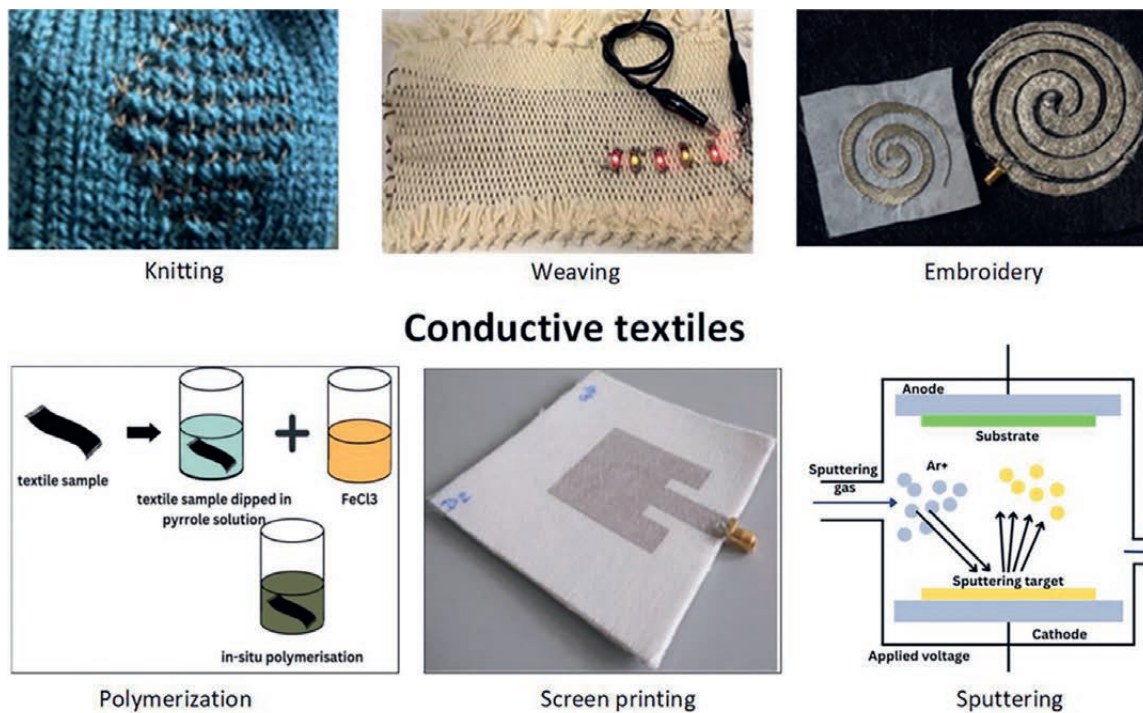 Knitting
Weaving
Embroidery
Conductive textiles
textile sample
textile sample dipped in
pyrrole solution
FeCl3
in-situ polymerisation
Polymerization
Screen printing
Anode
Substrate
Sputtering
gas
Ar+
Sputtering target
Cathode
Applied voltage
Sputtering